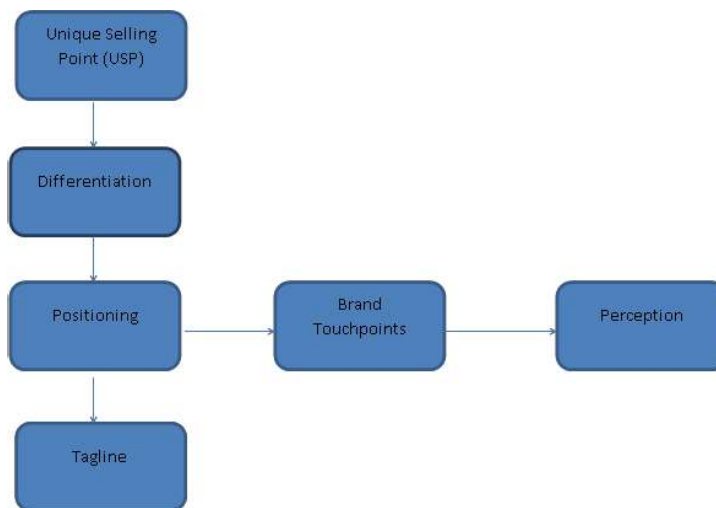 Unique Selling
Point (USP)
Differentiation
Positioning
Brand
Touchpoints
Perception
Tagline